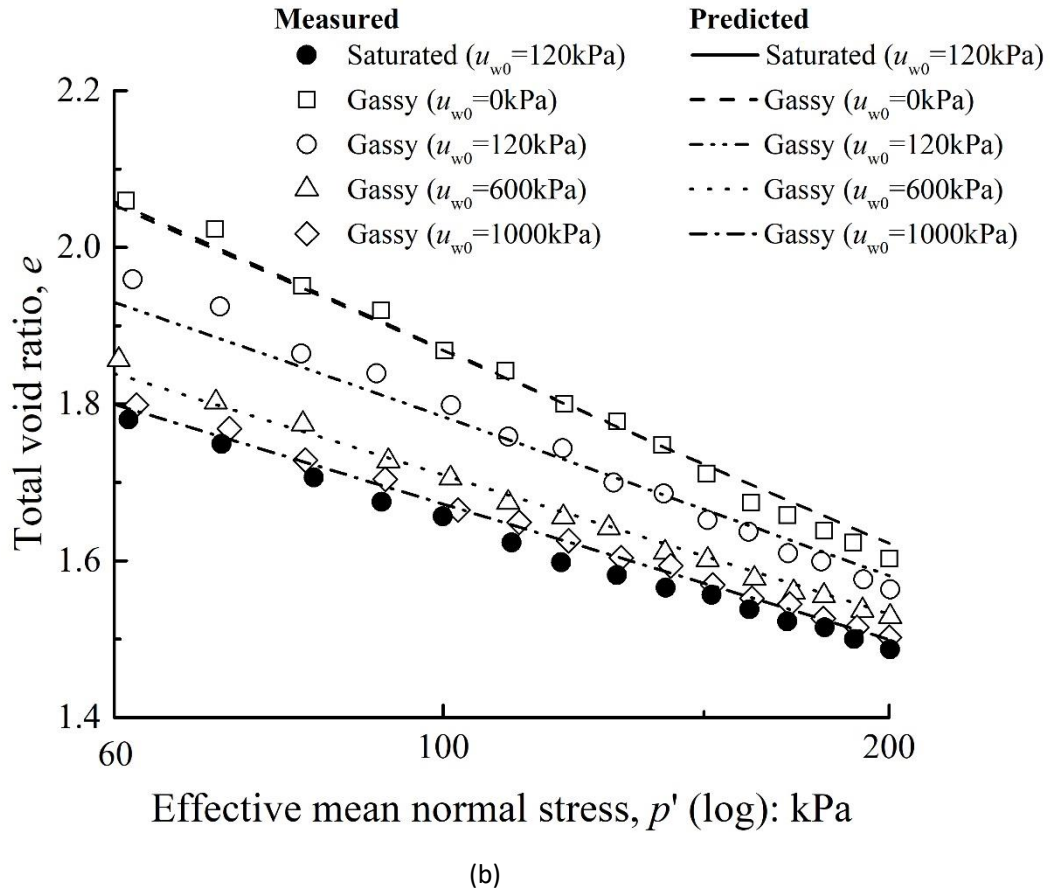 Measured Predicted
Saturated (uw0=120kPa) Saturated (uw0=120kPa)
Gassy (uw0=0kPa) Gassy (uw0=0kPa)
Gassy (uw0=120kPa) Gassy (uw0=120kPa)
Gassy (uw0=600kPa) Gassy (uw0=600kPa)
Gassy (uw0=1000kPa) Gassy (uw0=1000kPa)
2.2
2.0
1.8
1.6
1.4
Total void ratio, e
60 100 200
Effective mean normal stress, p' (log): kPa
(b)